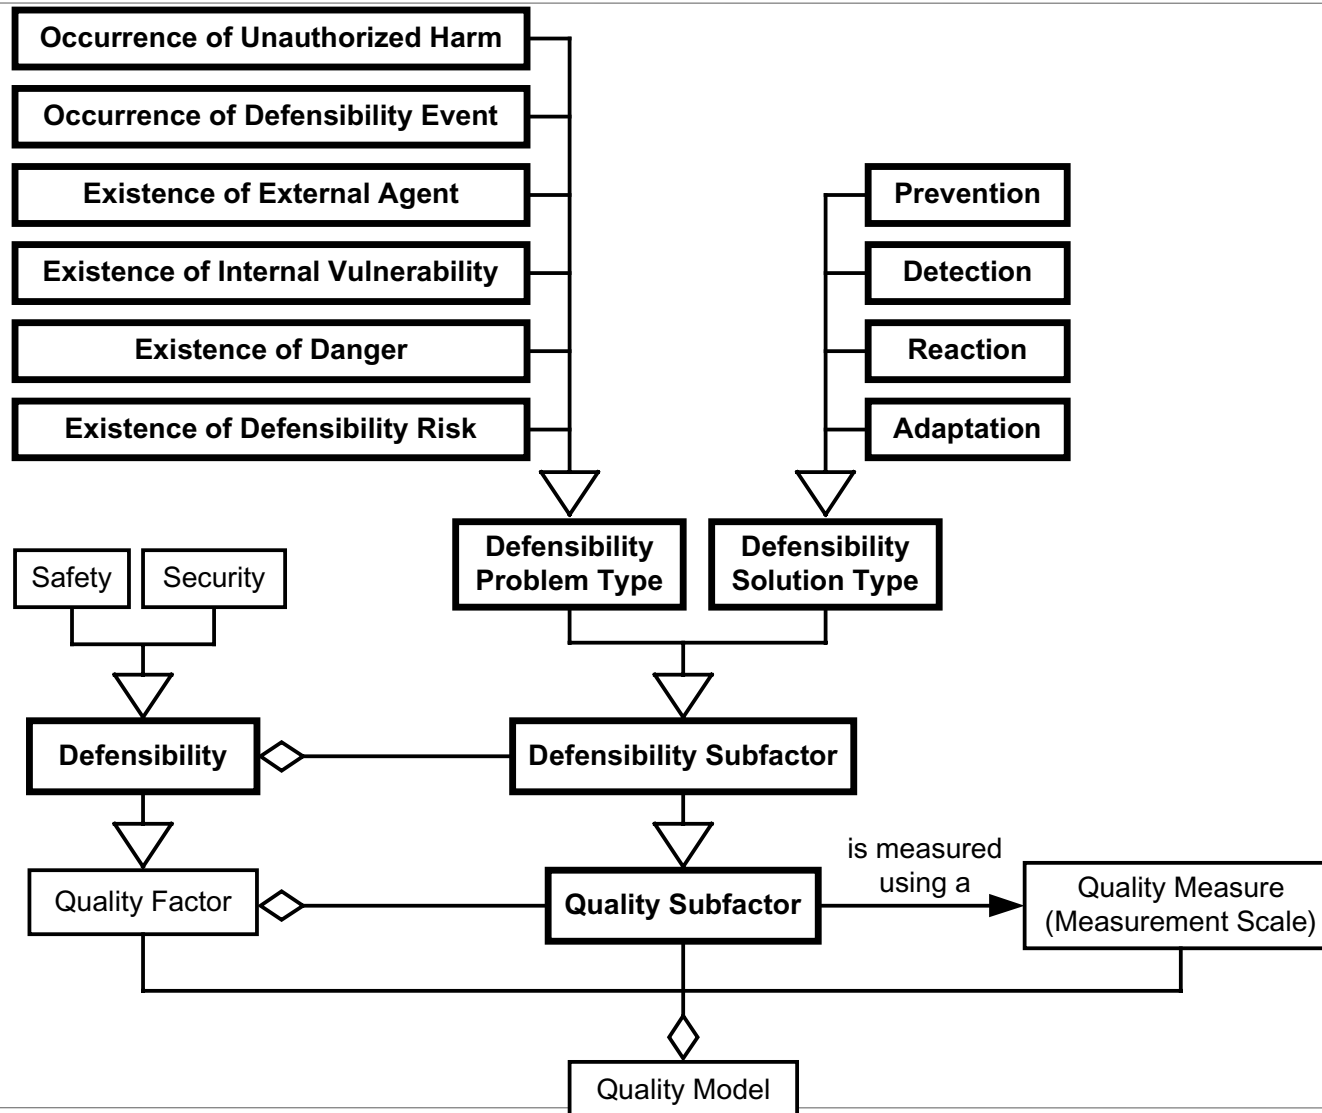 Occurrence of Unauthorized Harm
Occurrence of Defensibility Event
Existence of External Agent
Existence of Internal Vulnerability
Existence of Danger
Existence of Defensibility Risk
Prevention
Detection
Reaction
Adaptation
Defensibility
Problem Type
Defensibility
Solution Type
Safety
Security
Defensibility
Defensibility Subfactor
Quality Factor
Quality Subfactor
is measured
using a
Quality Measure
(Measurement Scale)
Quality Model